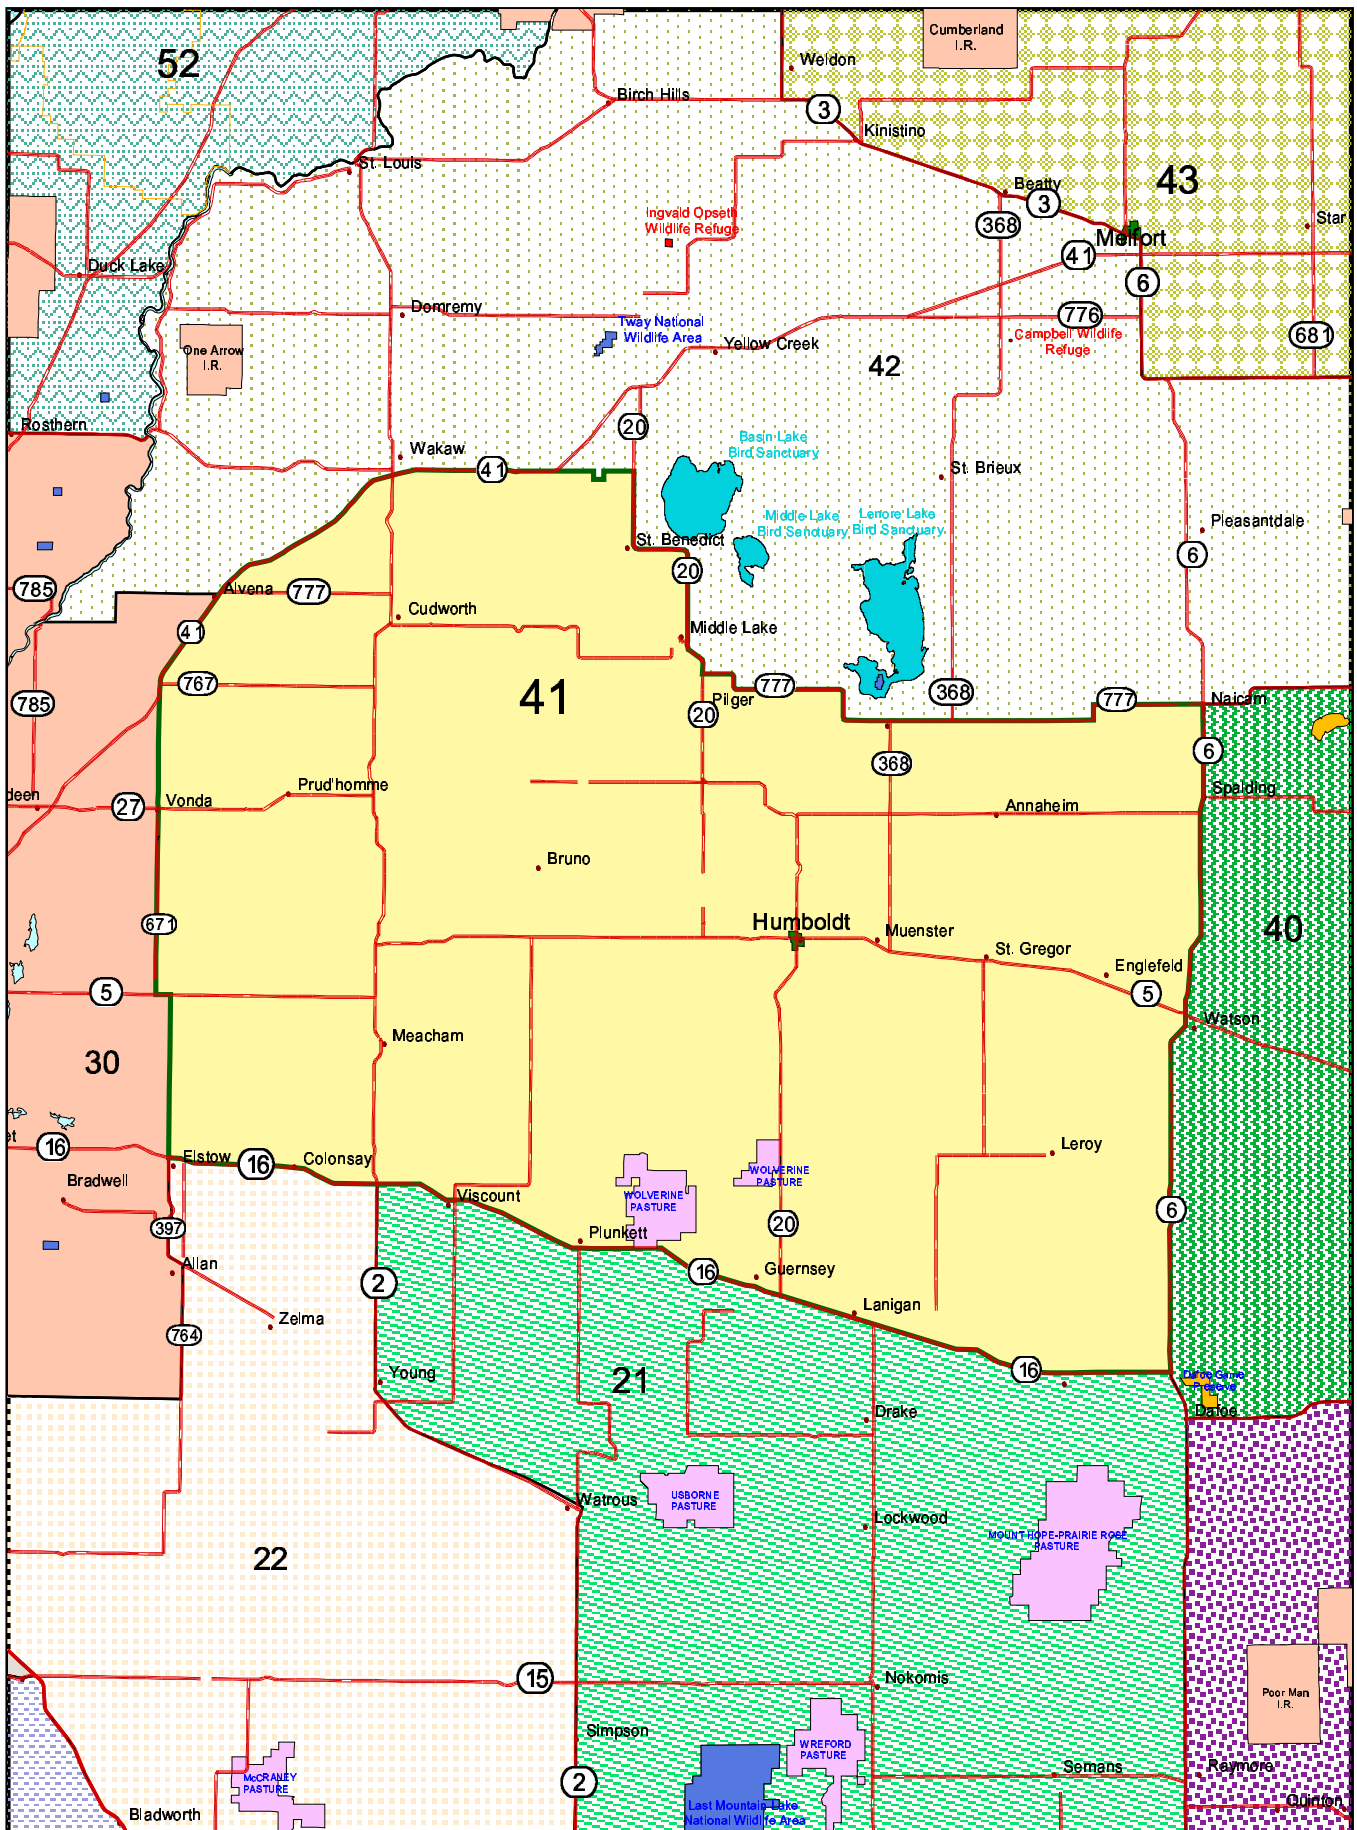 Cumberland
I.R.
52
Weldon
Birch Hills
3
Kinistino
St. Louis
Beatty
43
3
Ingvald Opseth
Wildlife Refuge
368
Star
Melfort
41
Duck Lake
6
Domremy
776
Tway National
Wildlife Area
Campbell Wildlife
Refuge
681
Yellow Creek
One Arrow
I.R.
42
Rosthern
20
Basin Lake
Bird Sanctuary
Wakaw
41
St. Brieux
Middle Lake
Bird Sanctuary
Lenore Lake
Bird Sanctuary
Pleasantdale
St. Benedict
6
20
785
Alvena
777
Cudworth
41
Middle Lake
767
777
368
777
41
785
Pilger
Naicam
20
6
368
Prud'homme
Spalding
deen
27
Vonda
Annaheim
Bruno
671
Humboldt
Muenster
40
St. Gregor
Englefeld
5
5
Watson
Meacham
30
et
16
Leroy
Elstow
16
Colonsay
WOLVERINE
PASTURE
Bradwell
Viscount
WOLVERINE
PASTURE
6
397
Plunkett
20
Allan
16
Guernsey
2
Zelma
Lanigan
764
Young
21
16
Dafoe Game
Preserve
Drake
Dafoe
USBORNE
PASTURE
Watrous
Lockwood
MOUNT HOPE-PRAIRIE ROSE
PASTURE
22
15
Nokomis
Poor Man
I.R.
Simpson
WREFORD
PASTURE
McCRANEY
PASTURE
2
Semans
Raymore
Last Mountain Lake
National Wildlife Area
Bladworth
Quinton